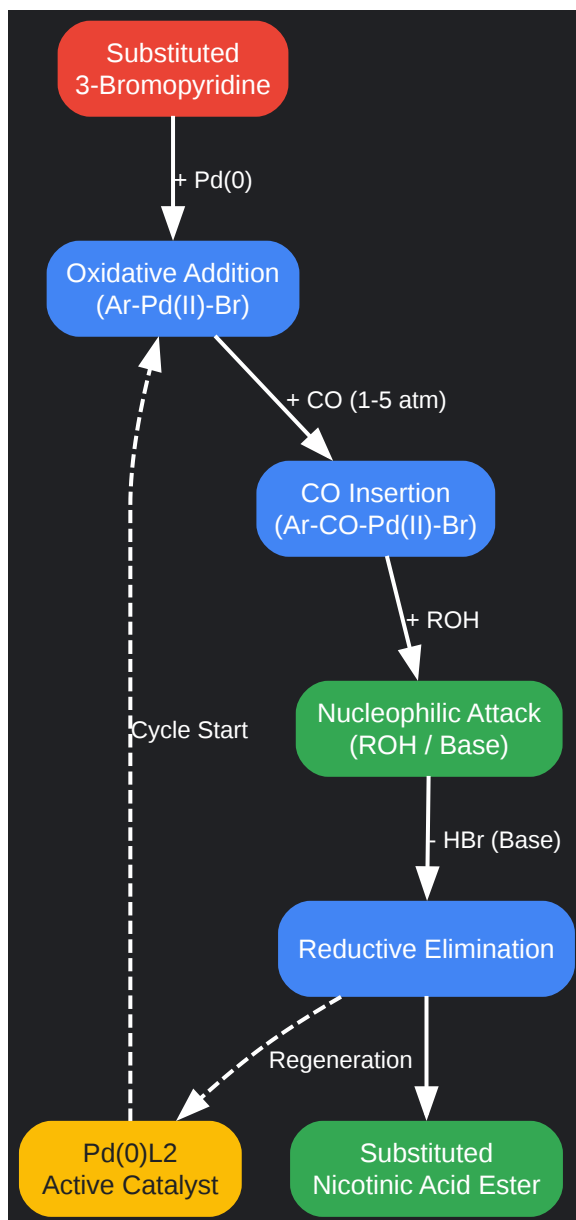 Substituted
3-Bromopyridine
+ Pd(0)
Oxidative Addition
(Ar-Pd(II)-Br)
+ CO (1-5 atm)
CO Insertion
(Ar-CO-Pd(II)-Br)
+ ROH
Nucleophilic Attack
(ROH / Base)
Cycle Start
- HBr (Base)
Reductive Elimination
Regeneration
Pd(0)L2
Active Catalyst
Substituted
Nicotinic Acid Ester